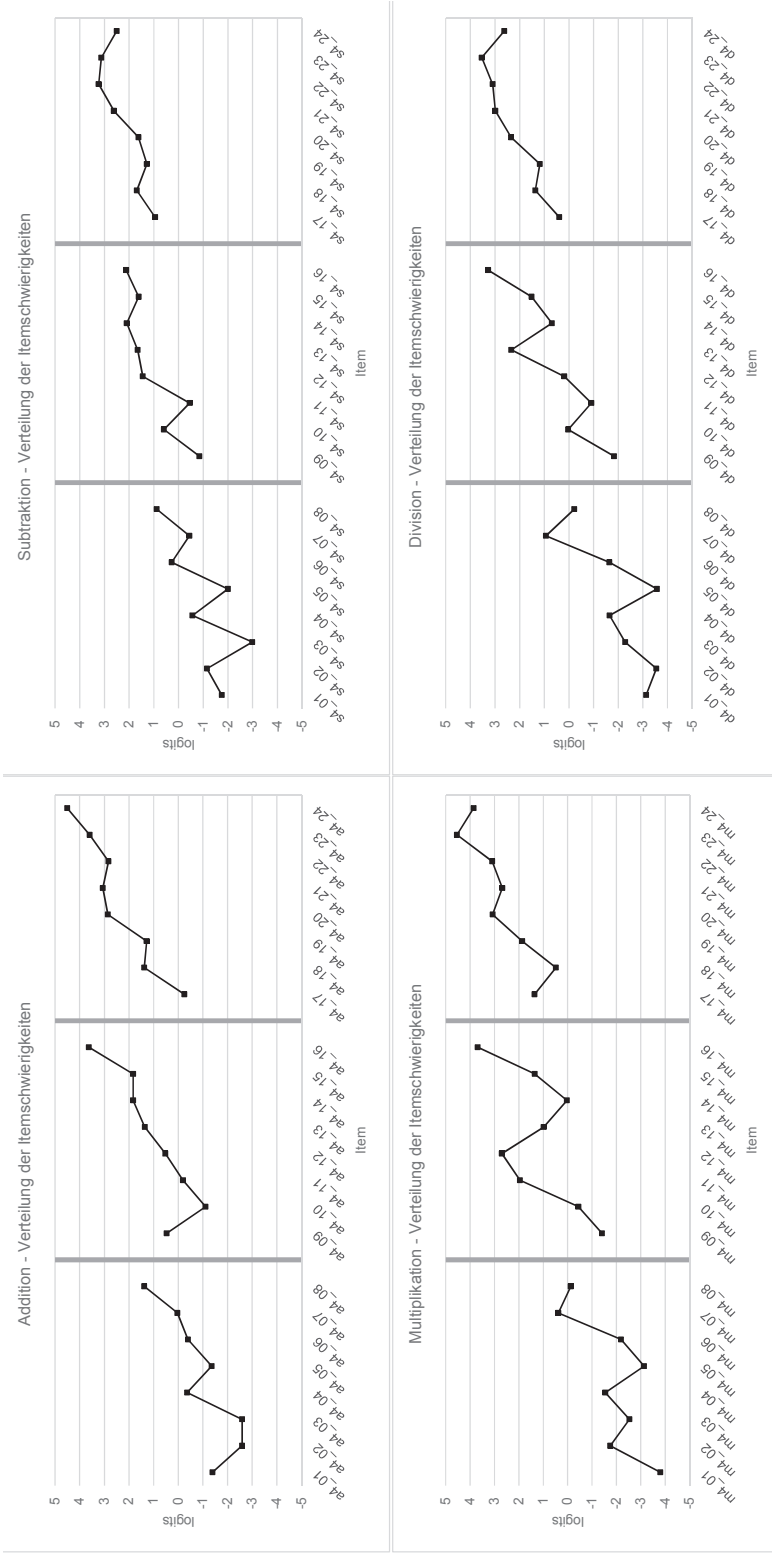 Addition - Verteilung der Itemschwierigkeiten
5
4
3
2
1
0
-1
-2
-3
-4
-5
logits
a4_01
a4_02
a4_03
a4_04
a4_05
a4_06
a4_07
a4_08
a4_09
a4_10
a4_11
a4_12
a4_13
a4_14
a4_15
a4_16
a4_17
a4_18
a4_19
a4_20
a4_21
a4_22
a4_23
a4_24
Item
Subtraktion - Verteilung der Itemschwierigkeiten
5
4
3
2
1
0
-1
-2
-3
-4
-5
logits
s4_01
s4_02
s4_03
s4_04
s4_05
s4_06
s4_07
s4_08
s4_09
s4_10
s4_11
s4_12
s4_13
s4_14
s4_15
s4_16
s4_17
s4_18
s4_19
s4_20
s4_21
s4_22
s4_23
s4_24
Item
Multiplikation - Verteilung der Itemschwierigkeiten
5
4
3
2
1
0
-1
-2
-3
-4
-5
logits
m4_01
m4_02
m4_03
m4_04
m4_05
m4_06
m4_07
m4_08
m4_09
m4_10
m4_11
m4_12
m4_13
m4_14
m4_15
m4_16
m4_17
m4_18
m4_19
m4_20
m4_21
m4_22
m4_23
m4_24
Item
Division - Verteilung der Itemschwierigkeiten
5
4
3
2
1
0
-1
-2
-3
-4
-5
logits
d4_01
d4_02
d4_03
d4_04
d4_05
d4_06
d4_07
d4_08
d4_09
d4_10
d4_11
d4_12
d4_13
d4_14
d4_15
d4_16
d4_17
d4_18
d4_19
d4_20
d4_21
d4_22
d4_23
d4_24
Item